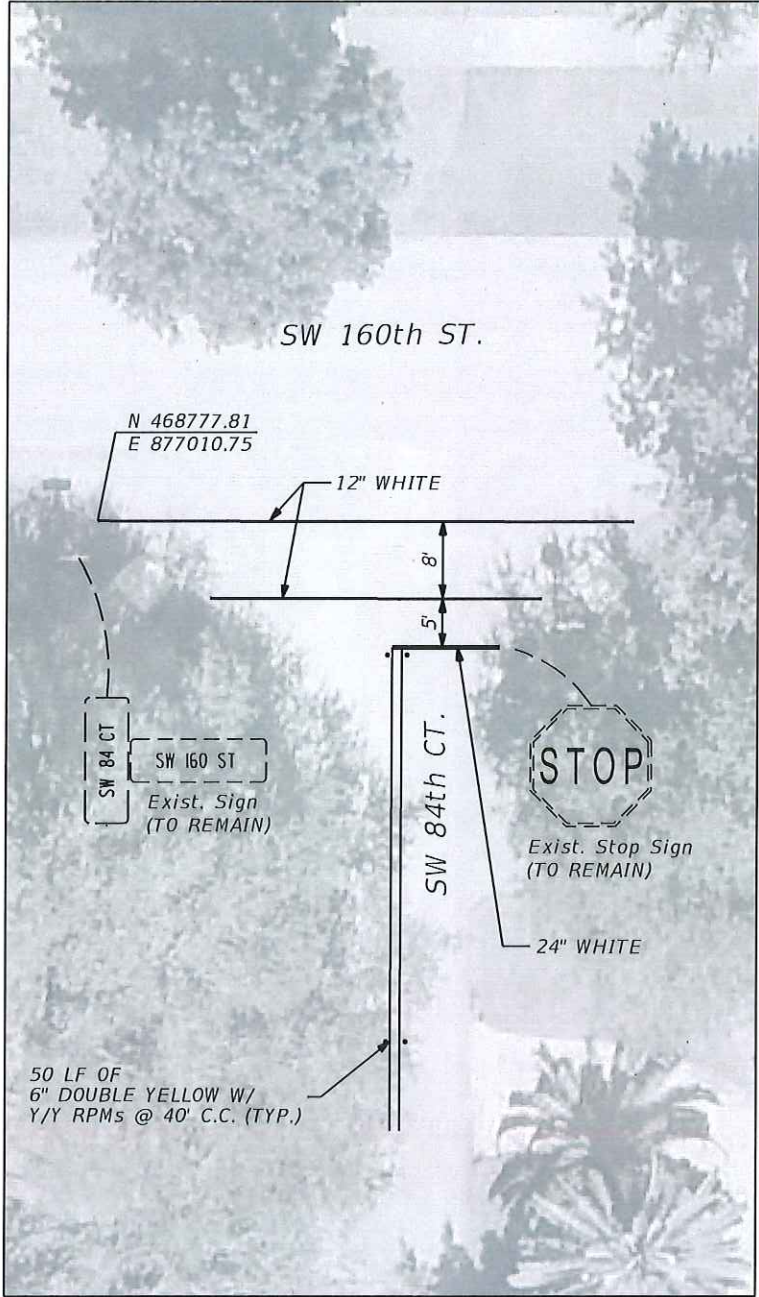 SW 160th ST.
N 468777.81
E 877010.75
12" WHITE
8'
5'
SW 84 CT
SW 160 ST
Exist. Sign
(TO REMAIN)
SW 84th CT.
STOP
Exist. Stop Sign
(TO REMAIN)
24" WHITE
50 LF OF
6" DOUBLE YELLOW W/
Y/Y RPMs @ 40' C.C. (TYP.)